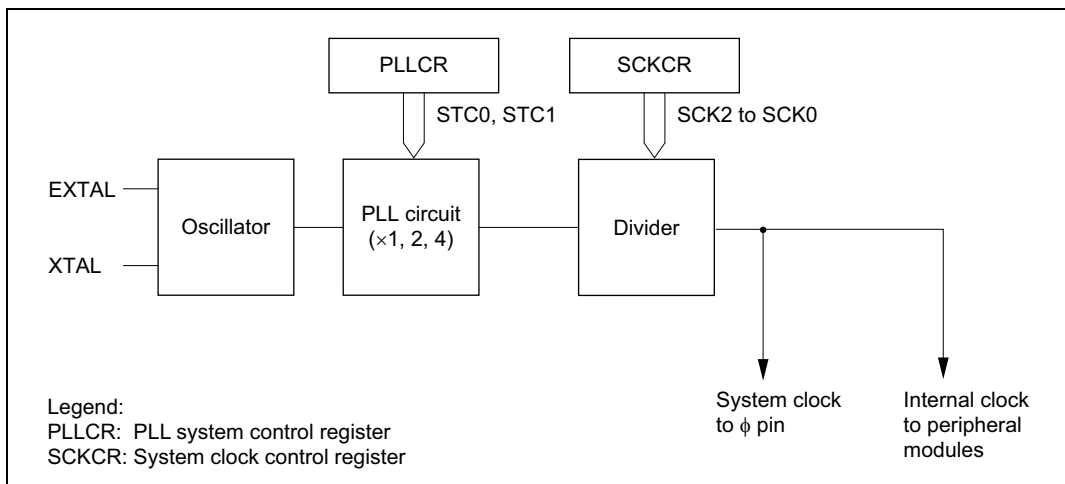 PLLCR
SCKCR
STC0, STC1
SCK2 to SCK0
EXTAL
XTAL
Oscillator
PLL circuit
(×1, 2, 4)
Divider
System clock
to ϕ pin
Internal clock
to peripheral
modules
Legend:
PLLCR: PLL system control register
SCKCR: System clock control register